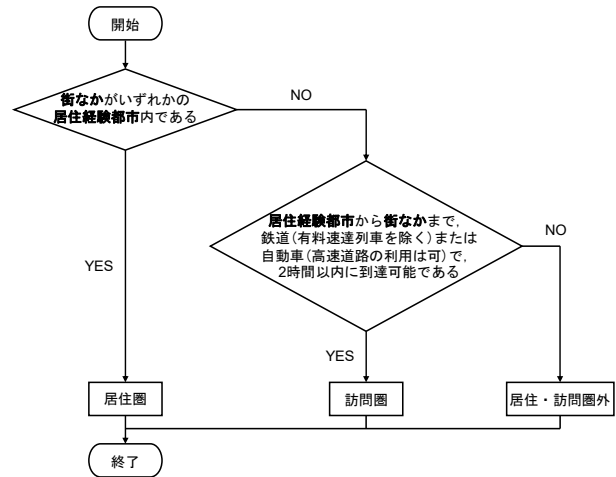 開始
街なかがいずれかの
居住経験都市内である
NO
居住経験都市から街なかまで,
鉄道(有料速達列車を除く)または
自動車(高速道路の利用は可)で,
2時間以内に到達可能である
NO
YES
YES
居住圏
訪問圏
居住・訪問圏外
終了